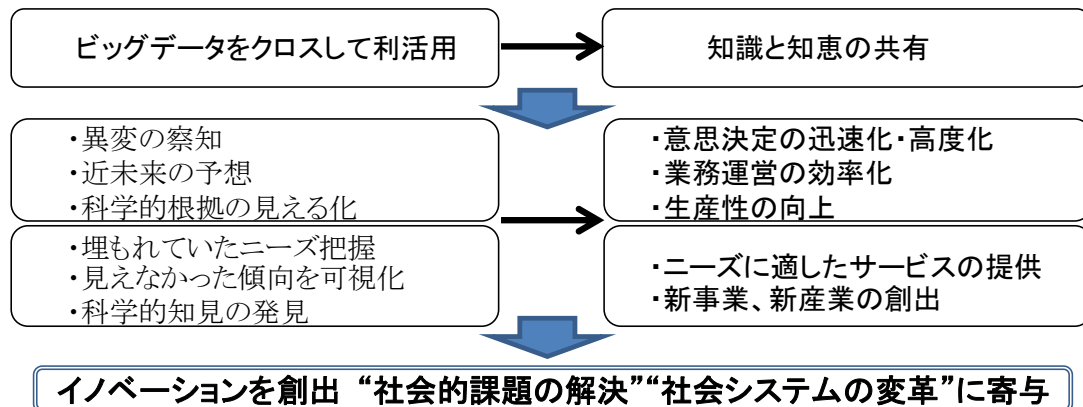 ビッグデータをクロスして利活用
知識と知恵の共有
・異変の察知
・近未来の予想
・科学的根拠の見える化
・意思決定の迅速化・高度化
・業務運営の効率化
・生産性の向上
・埋もれていたニーズ把握
・見えなかった傾向を可視化
・科学的知見の発見
・ニーズに適したサービスの提供
・新事業、新産業の創出
イノベーションを創出 “社会的課題の解決”“社会システムの変革”に寄与